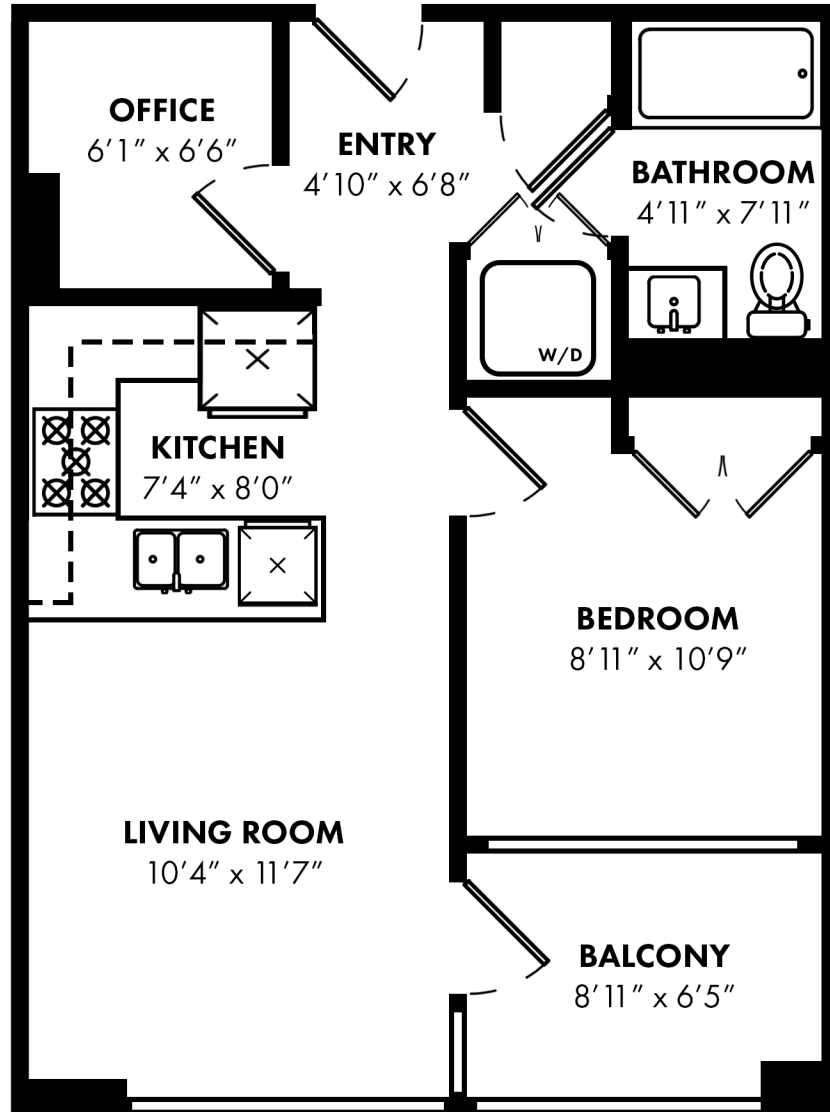 OFFICE
6’1” x 6’6”
ENTRY
4’10” x 6’8”
BATHROOM
4’11” x 7’11”
W/D
KITCHEN
7’4” x 8’0”
BEDROOM
8’11” x 10’9”
LIVING ROOM
10’4” x 11’7”
BALCONY
8’11” x 6’5”